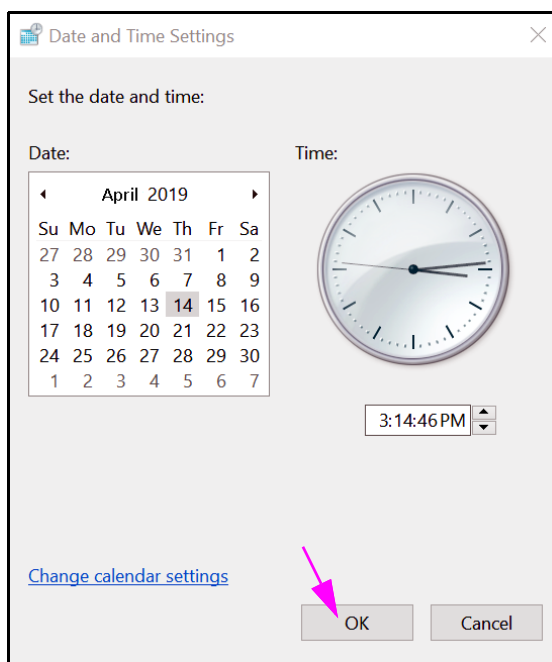 Date and Time Settings
Set the date and time:
Date:
Time:
April 2019
Su Mo Tu We Th Fr Sa
27 28 29 30 31 1 2
3 4 5 6 7 8 9
10 11 12 13 14 15 16
17 18 19 20 21 22 23
24 25 26 27 28 29 30
1 2 3 4 5 6 7
3:14:46 PM
Change calendar settings
OK
Cancel